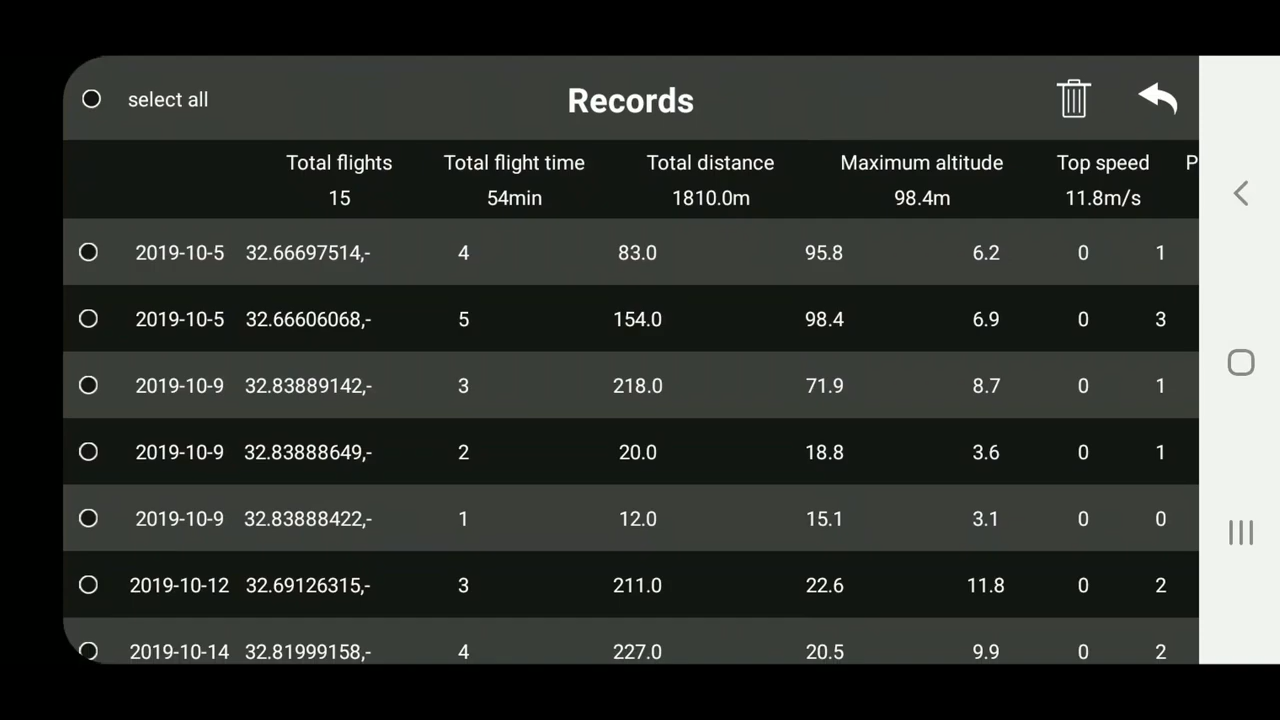 select all Records
Total flights Total flight time Total distance Maximum altitude Top speed P
15 54min 1810.0m 98.4m 11.8m/s
2019-10-5 32.66697514,- 4 83.0 95.8 6.2 0 1
2019-10-5 32.66606068,- 5 154.0 98.4 6.9 0 3
2019-10-9 32.83889142,- 3 218.0 71.9 8.7 0 1
2019-10-9 32.83888649,- 2 20.0 18.8 3.6 0 1
2019-10-9 32.83888422,- 1 12.0 15.1 3.1 0 0
2019-10-12 32.69126315,- 3 211.0 22.6 11.8 0 2
2019-10-14 32.81999158,- 4 227.0 20.5 9.9 0 2